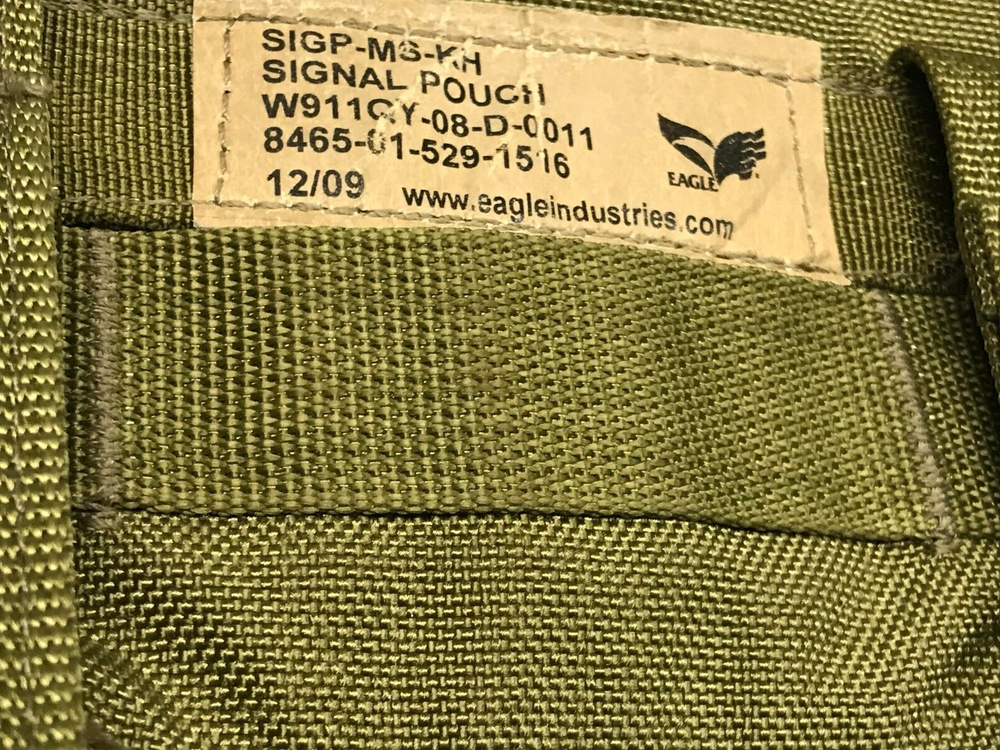 SIGP-MS-KH
SIGNAL POUCH
W911QY-08-D-0011
8465-01-529-1516
12/09 www.eagleindustries.com
EAGLE